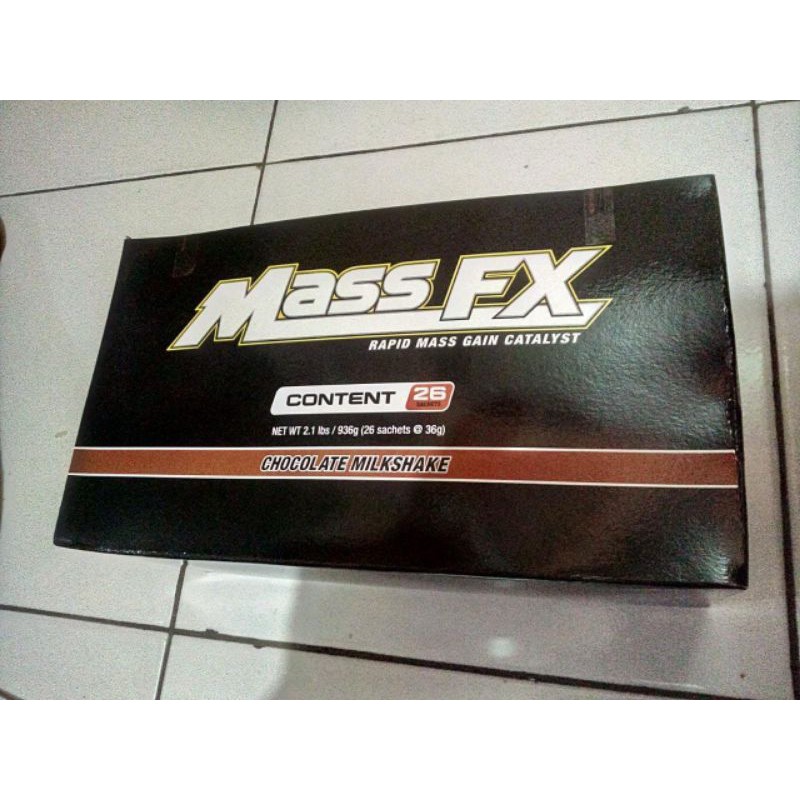 Mass FX
RAPID MASS GAIN CATALYST
CONTENT 26
SACHETS
NET WT 2.1 lbs / 936g (26 sachets @ 36g)
CHOCOLATE MILKSHAKE